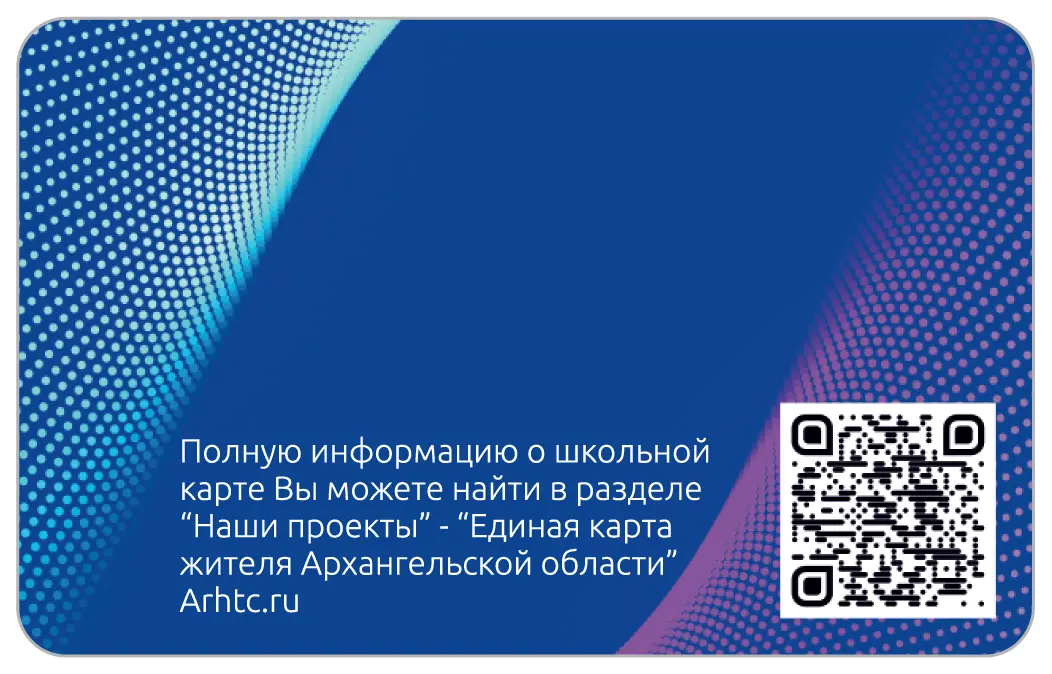 Полную информацию о школьной
карте Вы можете найти в разделе
“Наши проекты” - “Единая карта
жителя Архангельской области”
Arhtc.ru